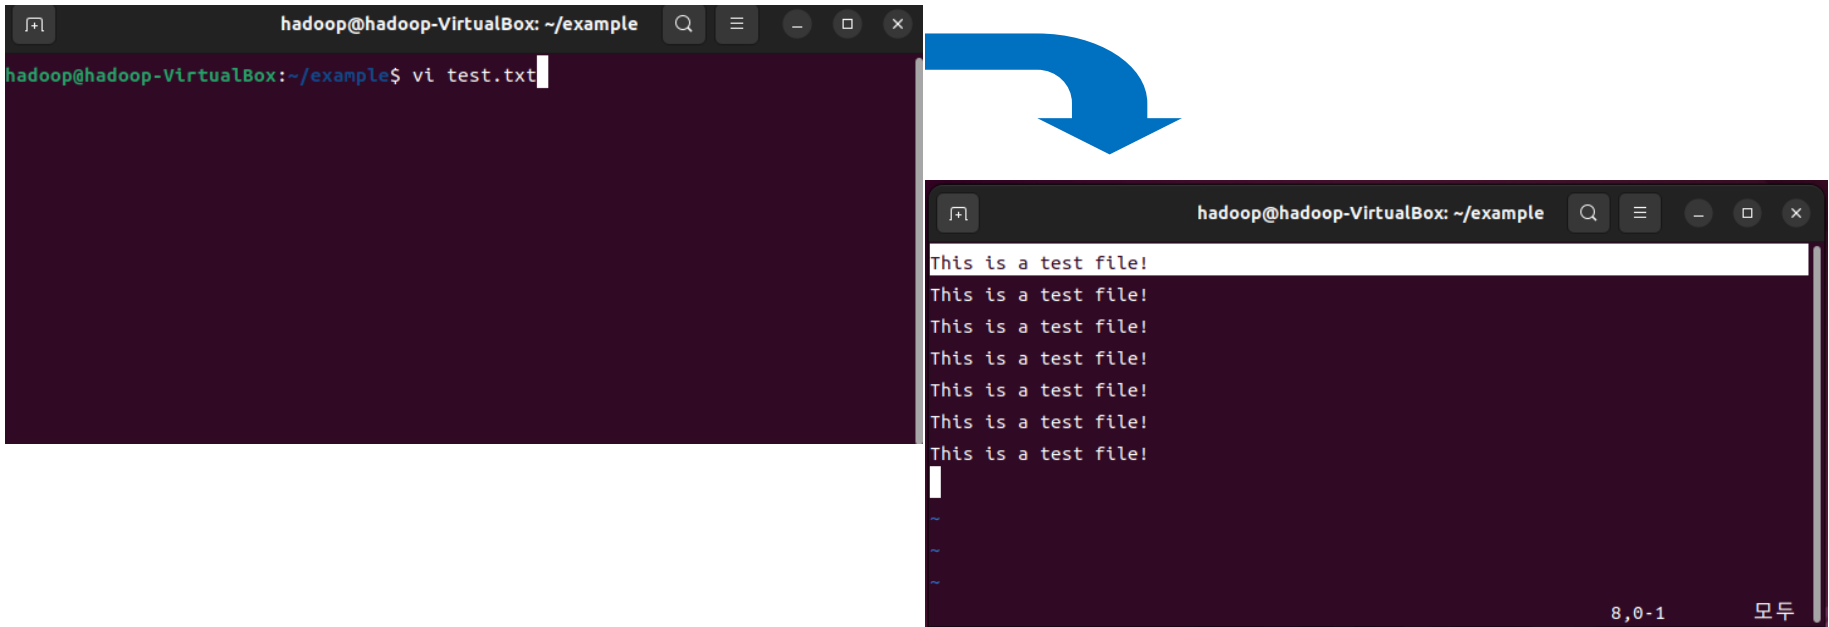 hadoop@hadoop-VirtualBox: ~/example
hadoop@hadoop-VirtualBox:~/example$ vi test.txt
hadoop@hadoop-VirtualBox: ~/example
This is a test file!
This is a test file!
This is a test file!
This is a test file!
This is a test file!
This is a test file!
This is a test file!
~
~
~
8,0-1 모두